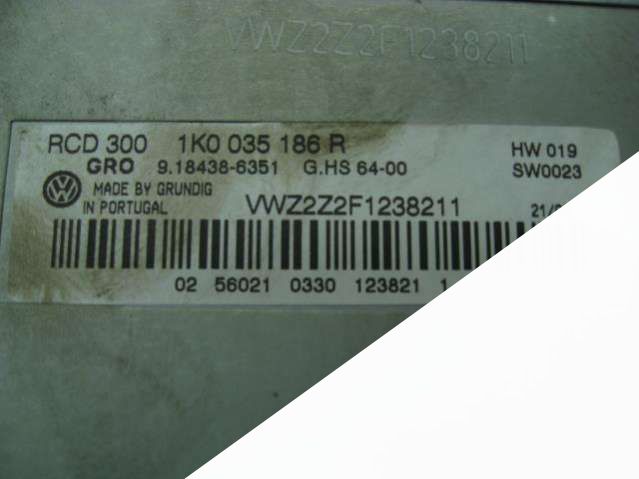 VWZ2Z2F1238211
RCD 300 1K0 035 186 R HW 019
GRO 9.18438-6351 G.HS 64-00 SW0023
MADE BY GRUNDIG
IN PORTUGAL VWZ2Z2F1238211 21/
02 56021 0330 123821 1